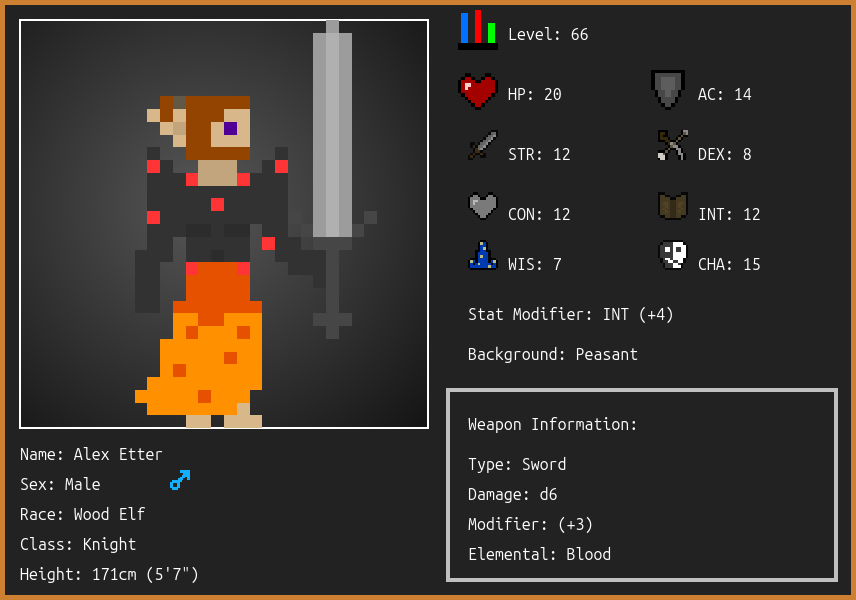 Level: 66
HP: 20
AC: 14
STR: 12
DEX: 8
CON: 12
INT: 12
WIS: 7
CHA: 15
Stat Modifier: INT (+4)
Background: Peasant
Weapon Information:
Type: Sword
Damage: d6
Modifier: (+3)
Elemental: Blood
Name: Alex Etter
Sex: Male
Race: Wood Elf
Class: Knight
Height: 171cm (5'7")